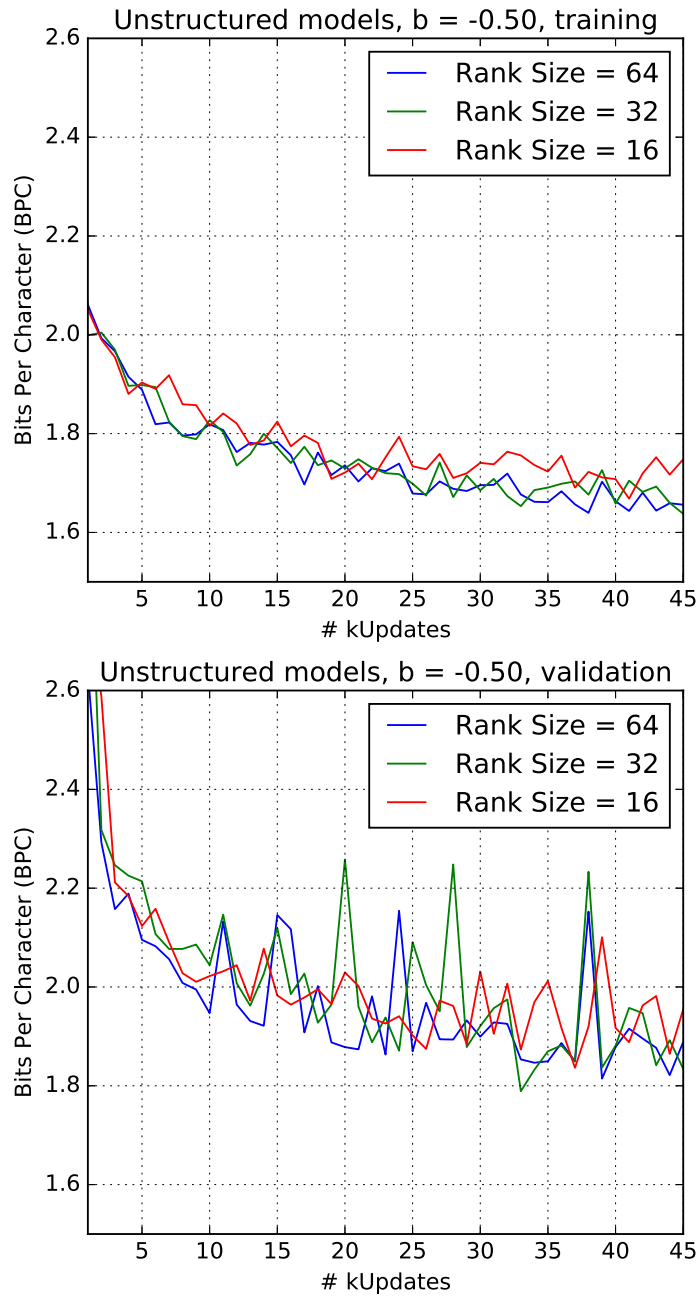 Unstructured models, b = -0.50, training
2.6
2.4
2.2
2.0
1.8
1.6
Bits Per Character (BPC)
Rank Size = 64
Rank Size = 32
Rank Size = 16
5 10 15 20 25 30 35 40 45
# kUpdates
Unstructured models, b = -0.50, validation
2.6
2.4
2.2
2.0
1.8
1.6
Bits Per Character (BPC)
Rank Size = 64
Rank Size = 32
Rank Size = 16
5 10 15 20 25 30 35 40 45
# kUpdates